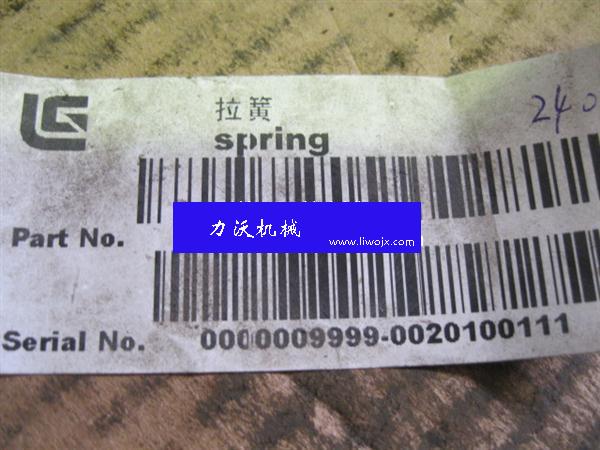 LG
拉簧
240
spring
Part No.
力沃机械
www.liwojx.com
Serial No. 0000009999-0020100111